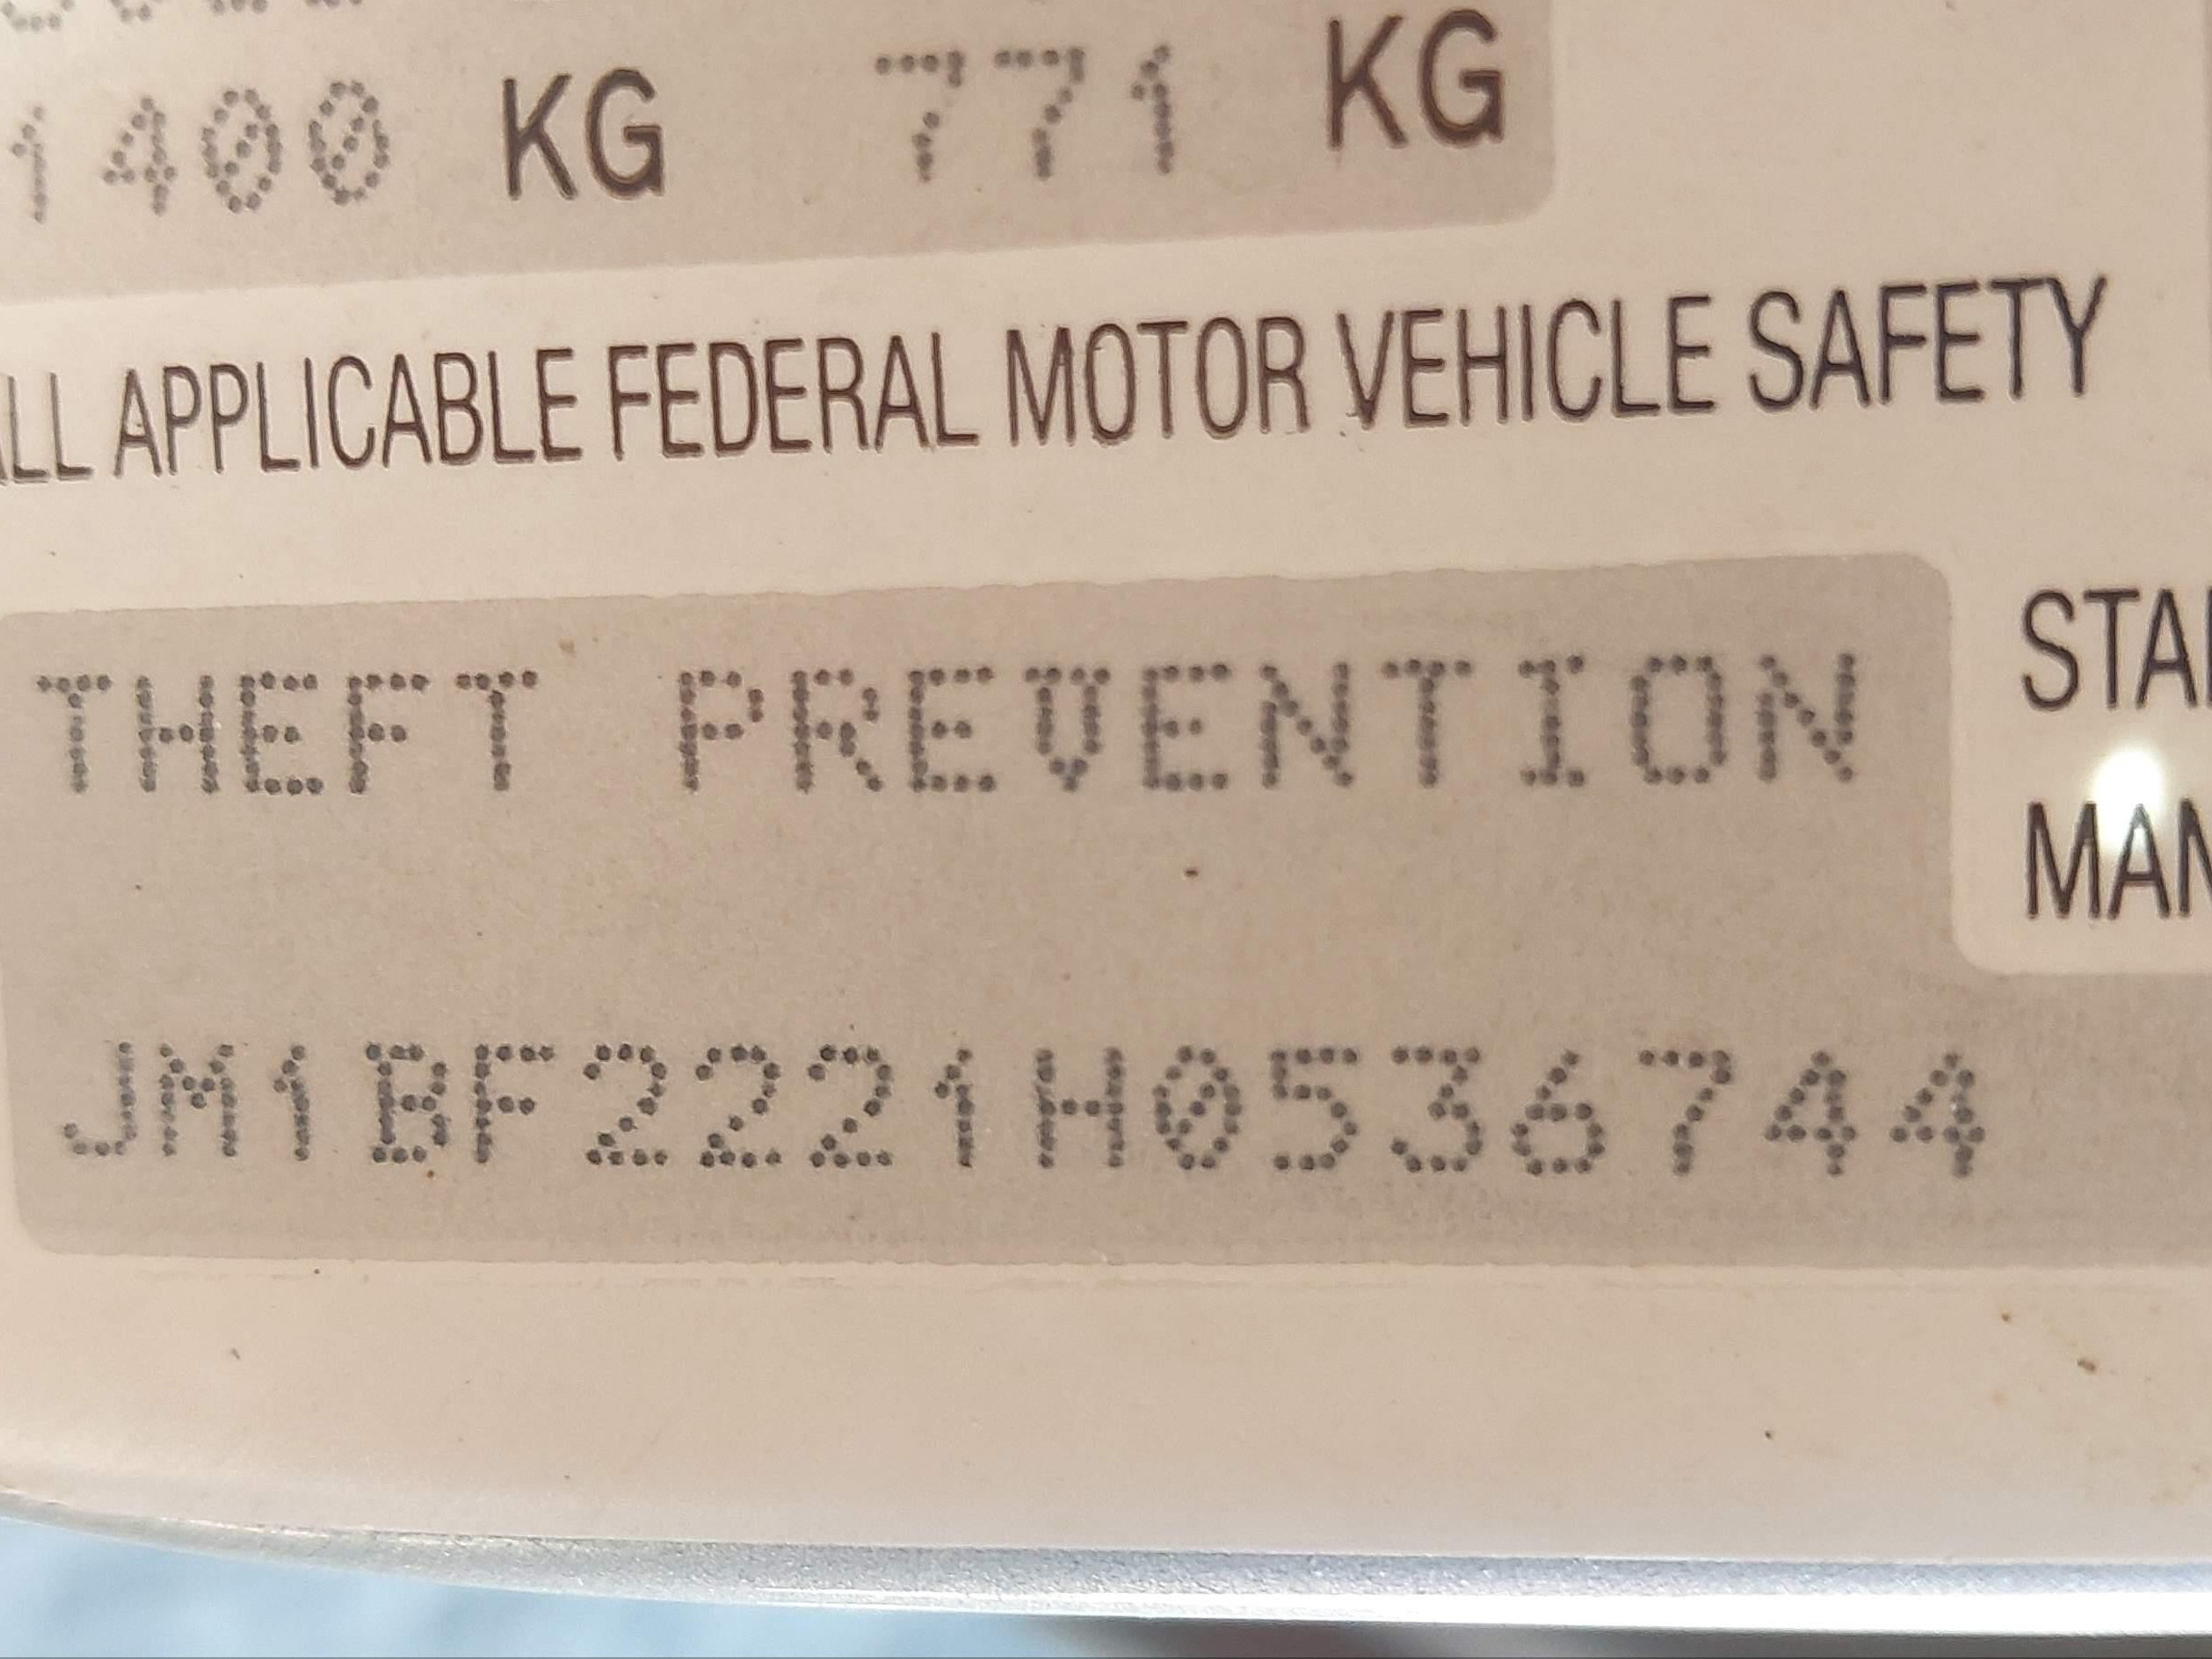 1400 KG 771 KG
ALL APPLICABLE FEDERAL MOTOR VEHICLE SAFETY
THEFT PREVENTION
JM1BF2221H0536744